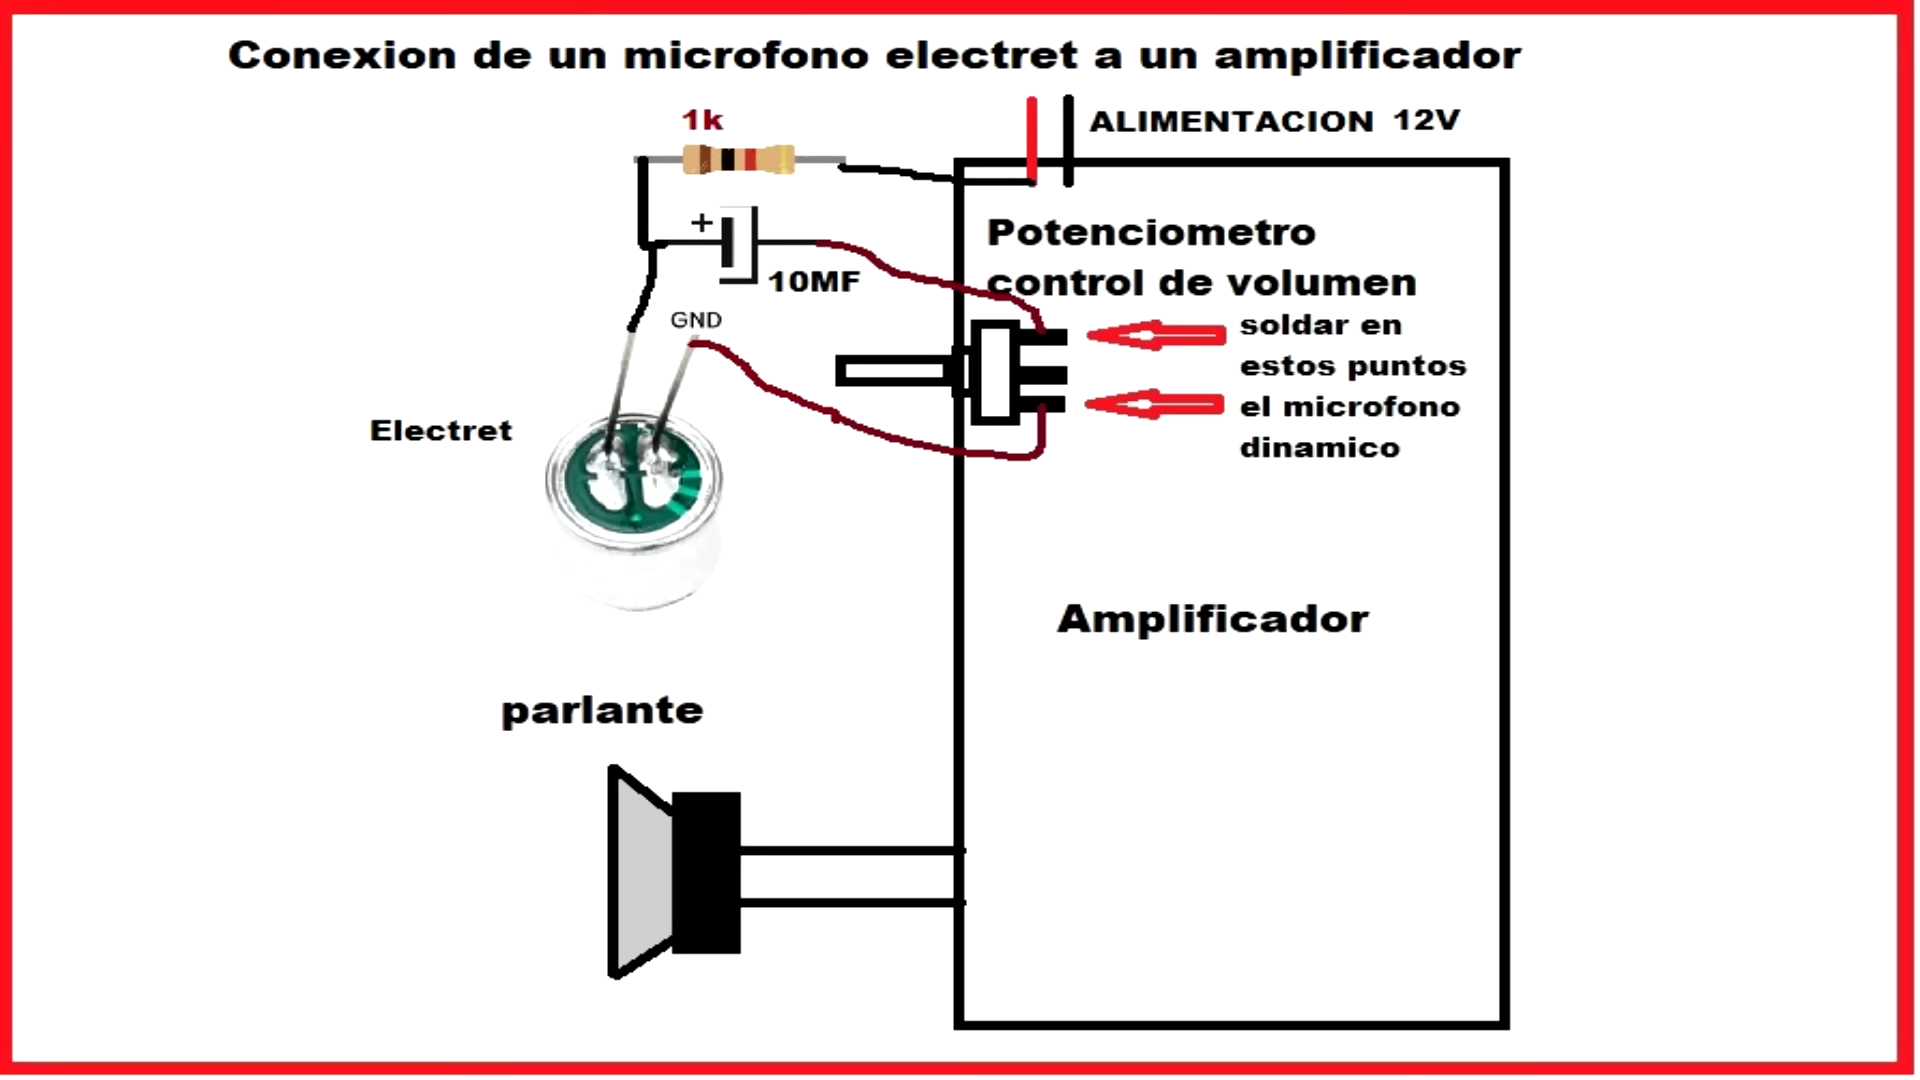 Conexion de un microfono electret a un amplificador
1k
ALIMENTACION 12V
+
10MF
Potenciometro
control de volumen
GND
soldar en
estos puntos
el microfono
dinamico
Electret
Amplificador
parlante